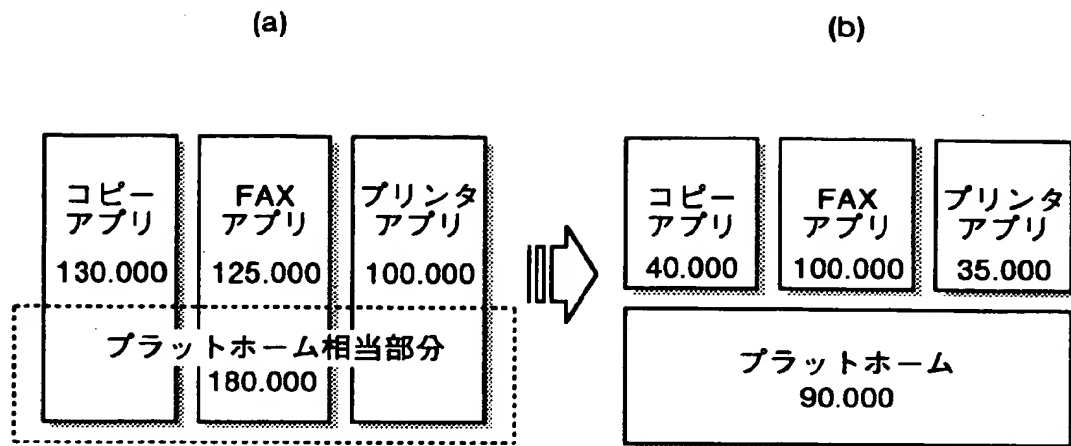 (a)
(b)
コピー
アプリ
130.000
FAX
アプリ
125.000
プリンタ
アプリ
100.000
プラットホーム相当部分
180.000
コピー
アプリ
40.000
FAX
アプリ
100.000
プリンタ
アプリ
35.000
プラットホーム
90.000